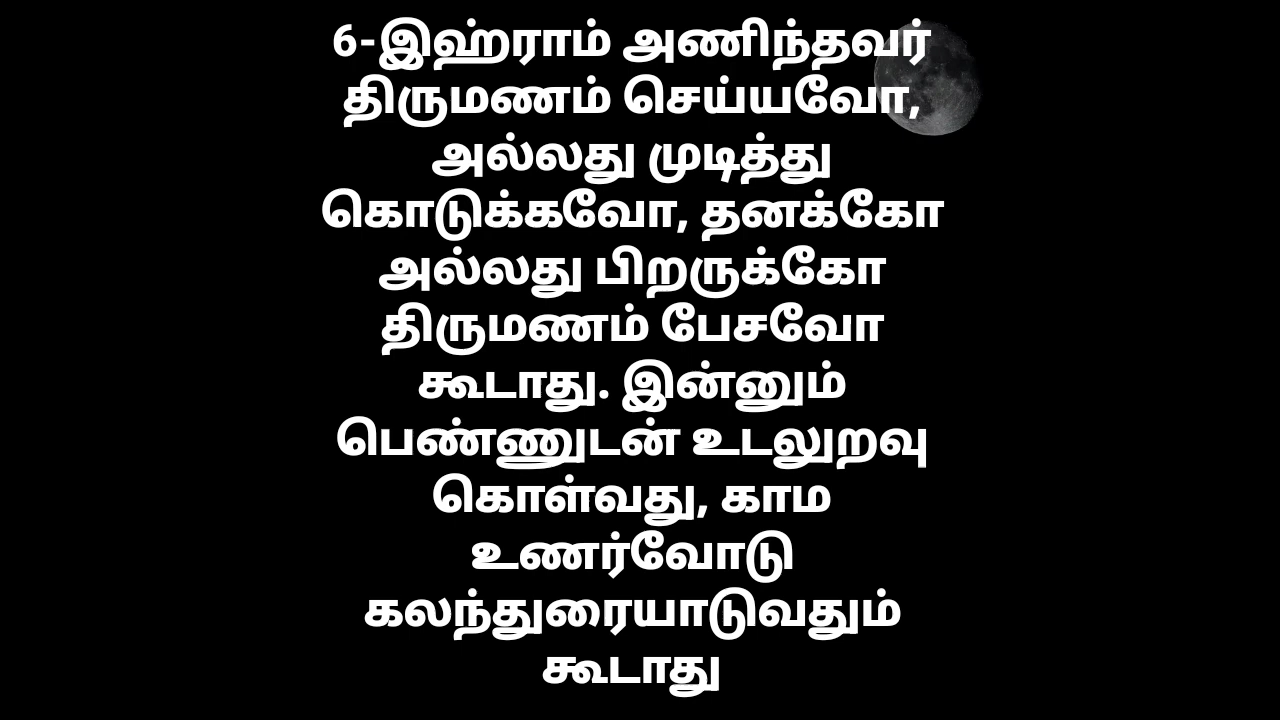 6-இஹ்ராம் அணிந்தவர்
திருமணம் செய்யவோ,
அல்லது முடித்து
கொடுக்கவோ, தனக்கோ
அல்லது பிறருக்கோ
திருமணம் பேசவோ
கூடாது. இன்னும்
பெண்ணுடன் உடலுறவு
கொள்வது, காம
உணர்வோடு
கலந்துரையாடுவதும்
கூடாது